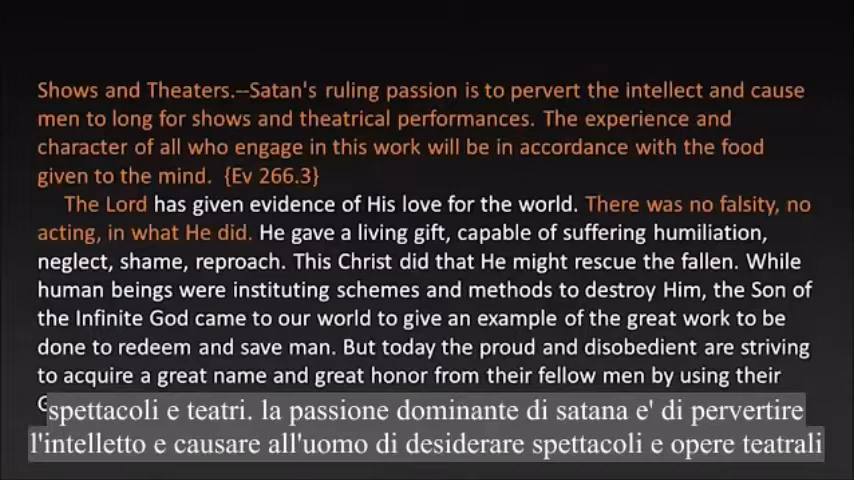 Shows and Theaters.--Satan's ruling passion is to pervert the intellect and cause
men to long for shows and theatrical performances. The experience and
character of all who engage in this work will be in accordance with the food
given to the mind. {Ev 266.3}
The Lord has given evidence of His love for the world. There was no falsity, no
acting, in what He did. He gave a living gift, capable of suffering humiliation,
neglect, shame, reproach. This Christ did that He might rescue the fallen. While
human beings were instituting schemes and methods to destroy Him, the Son of
the Infinite God came to our world to give an example of the great work to be
done to redeem and save man. But today the proud and disobedient are striving
to acquire a great name and great honor from their fellow men by using their
spettacoli e teatri. la passione dominante di satana e' di pervertire
l'intelletto e causare all'uomo di desiderare spettacoli e opere teatrali